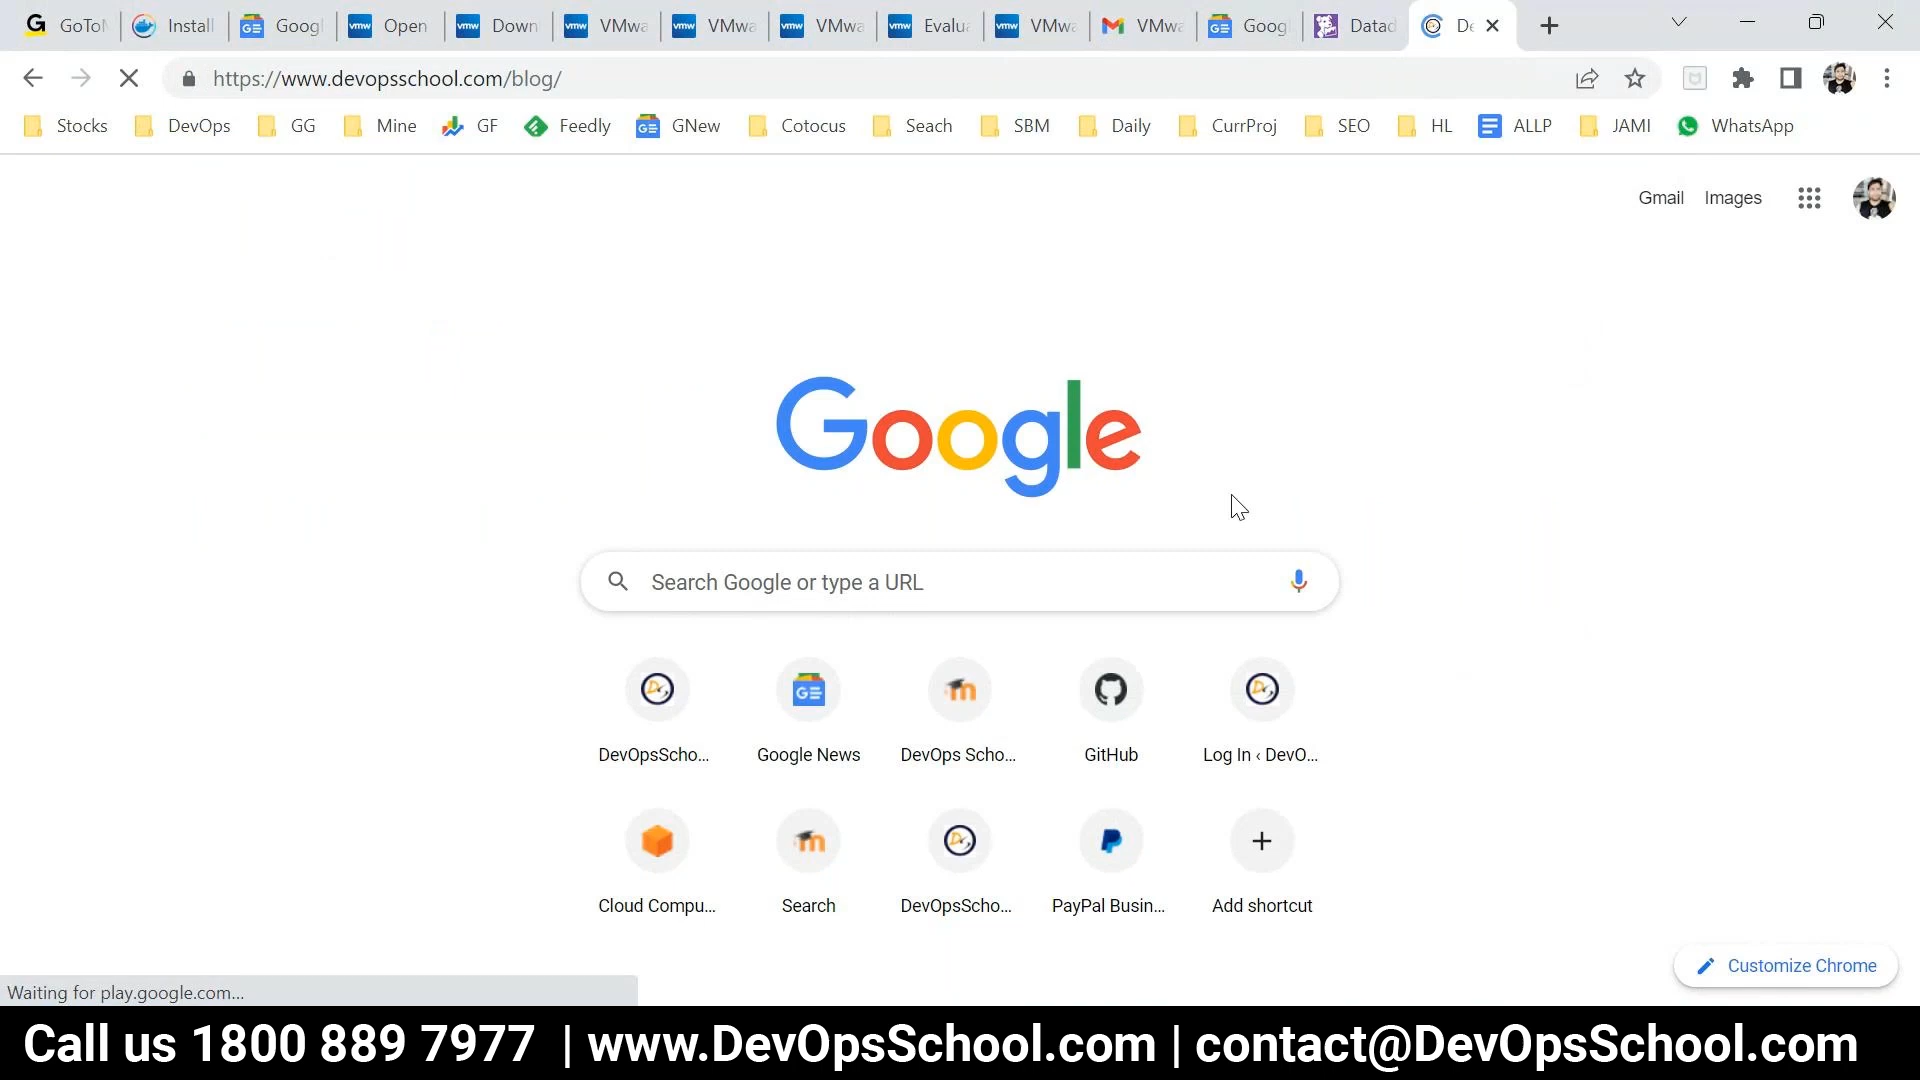 GoToM Install Googl Open Down VMwa VMwa VMwa Evalua VMwa VMwa Googl Datad De
https://www.devopsschool.com/blog/
Stocks DevOps GG Mine GF Feedly GNew Cotocus Seach SBM Daily CurrProj SEO HL ALLP JAMI WhatsApp
Gmail Images
Google
Search Google or type a URL
DevOpsScho... Google News DevOps Scho... GitHub Log In ‹ DevO...
Cloud Compu... Search DevOpsScho... PayPal Busin... Add shortcut
Customize Chrome
Waiting for play.google.com...
Call us 1800 889 7977 | www.DevOpsSchool.com | contact@DevOpsSchool.com